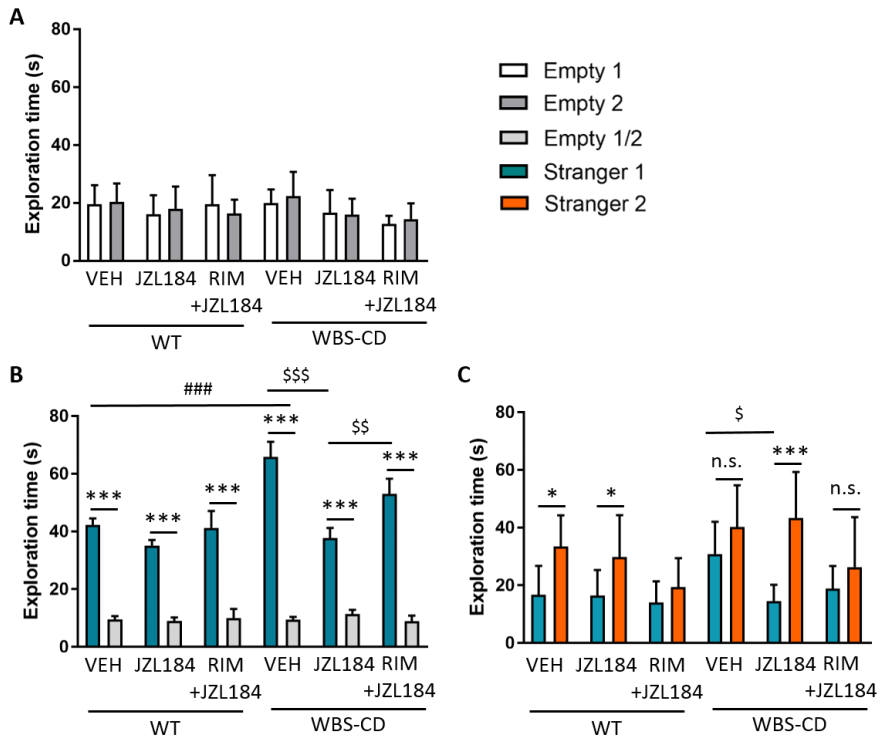 A
Exploration time (s)
80
60
40
20
0
VEH JZL184 RIM VEH JZL184 RIM
+JZL184 +JZL184
WT WBS-CD
Empty 1
Empty 2
Empty 1/2
Stranger 1
Stranger 2
B
Exploration time (s)
80
60
40
20
0
### $$$
$$
*** *** *** *** *** ***
VEH JZL184 RIM VEH JZL184 RIM
+JZL184 +JZL184
WT WBS-CD
C
Exploration time (s)
80
60
40
20
0
$
* * n.s. *** n.s.
VEH JZL184 RIM VEH JZL184 RIM
+JZL184 +JZL184
WT WBS-CD